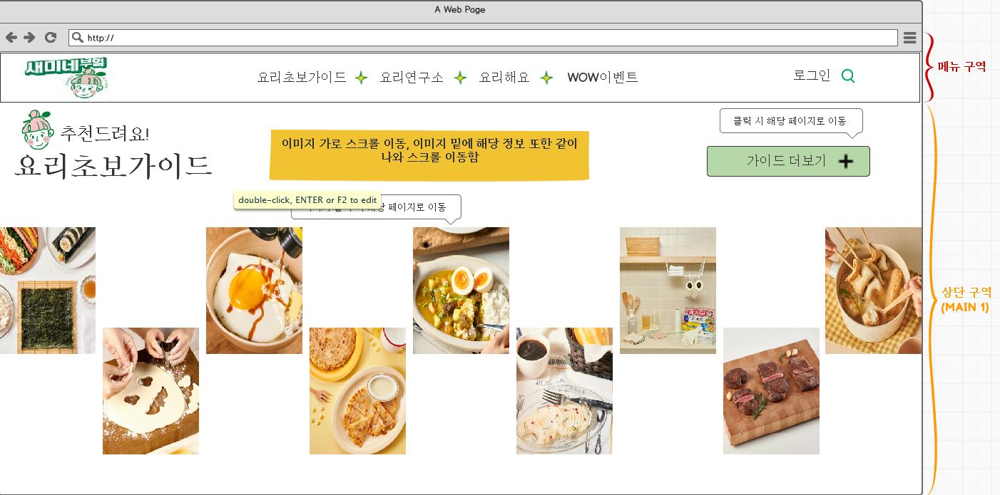 A Web Page
http://
새미네부엌
요리초보가이드 요리연구소 요리해요 WOW이벤트
로그인
메뉴 구역
추천드려요!
요리초보가이드
이미지 가로 스크롤 이동, 이미지 밑에 해당 정보 또한 같이
나와 스크롤 이동함
클릭 시 해당 페이지로 이동
가이드 더보기
double-click, ENTER or F2 to edit
해당 페이지로 이동
상단 구역
(MAIN 1)